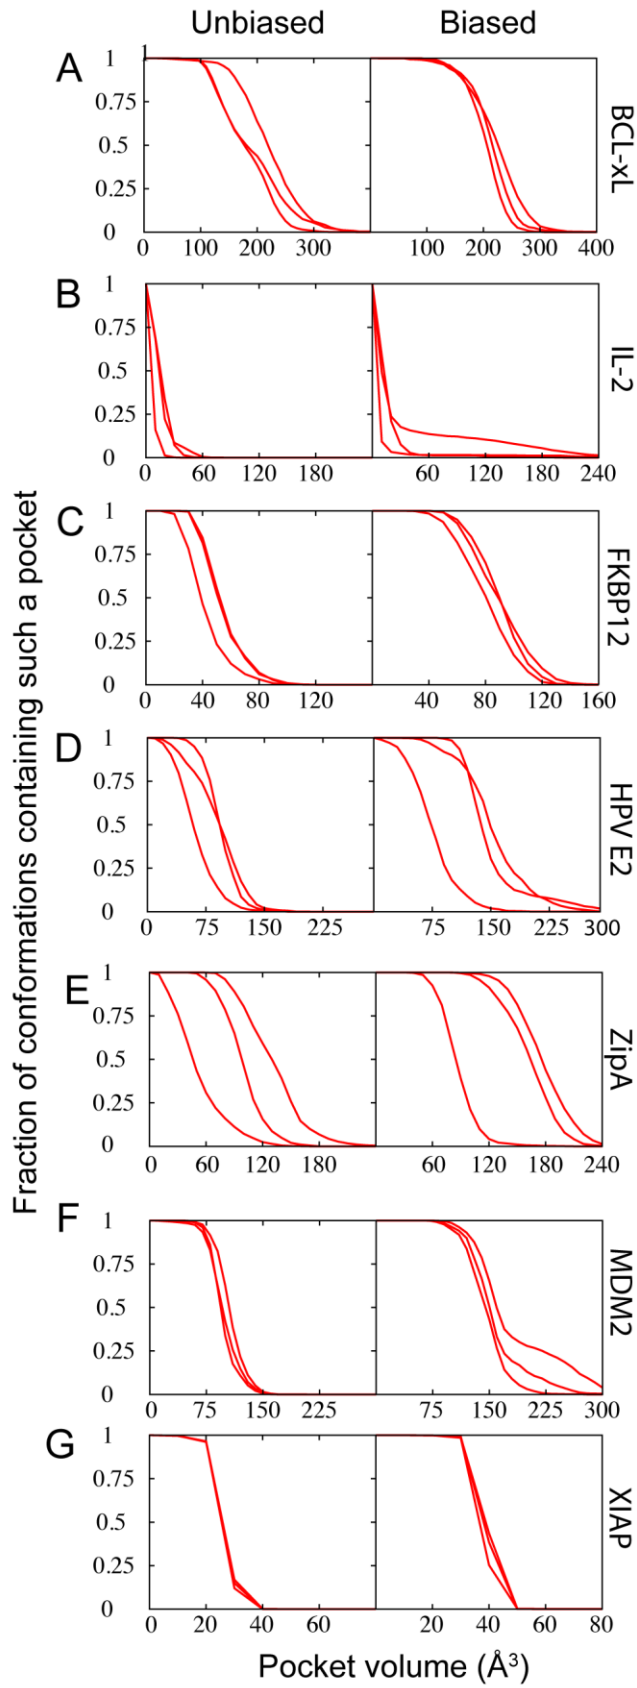 Unbiased Biased
A
1
0.75
0.5
0.25
0
0 100 200 300 100 200 300 400
BCL-xL
B
1
0.75
0.5
0.25
0
0 60 120 180 60 120 180 240
IL-2
C
1
0.75
0.5
0.25
0
0 40 80 120 40 80 120 160
FKBP12
D
1
0.75
0.5
0.25
0
0 75 150 225 75 150 225 300
HPV E2
E
1
0.75
0.5
0.25
0
0 60 120 180 60 120 180 240
ZipA
F
1
0.75
0.5
0.25
0
0 75 150 225 75 150 225 300
MDM2
G
1
0.75
0.5
0.25
0
0 20 40 60 20 40 60 80
XIAP
Fraction of conformations containing such a pocket
Pocket volume (Å³)